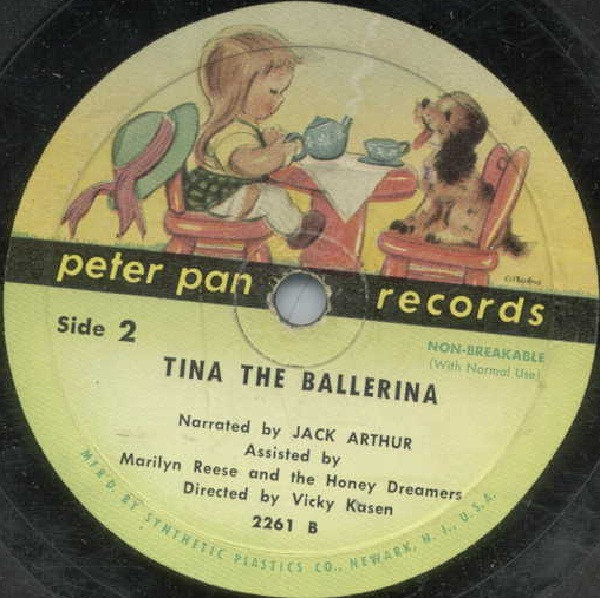 peter pan records
Side 2
NON-BREAKABLE
(With Normal Use)
TINA THE BALLERINA
Narrated by JACK ARTHUR
Assisted by
Marilyn Reese and the Honey Dreamers
Directed by Vicky Kasen
2261 B
MFR'D. BY SYNTHETIC PLASTICS CO., NEWARK, N. J., U.S.A.